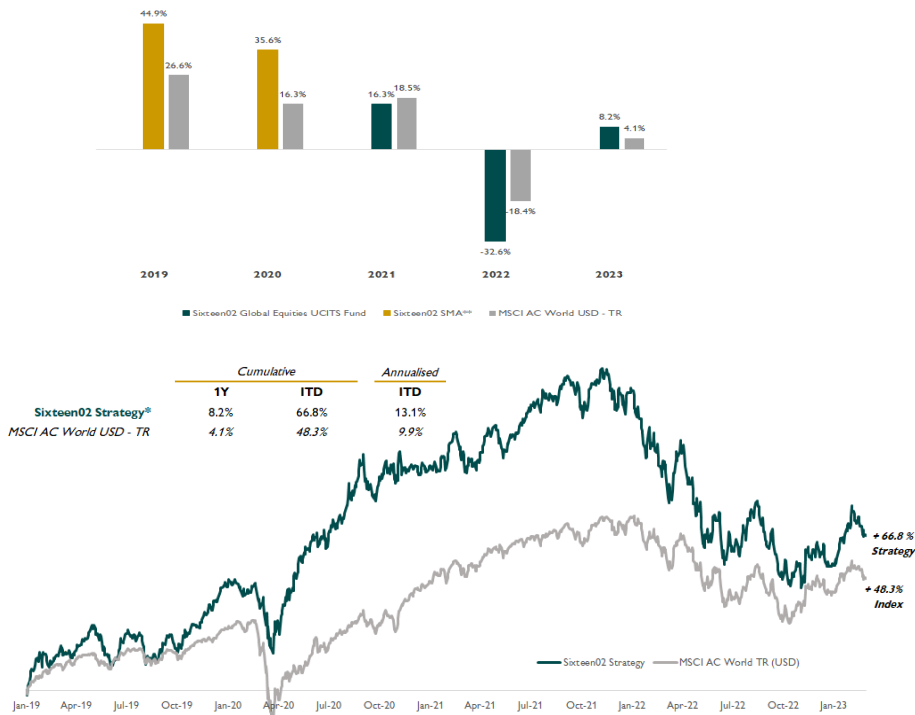 44.9%
35.6%
26.6%
16.3%
16.3%
18.5%
8.2%
4.1%
-18.4%
-32.6%
2019 2020 2021 2022 2023
Sixteen02 Global Equities UCITS Fund Sixteen02 SMA** MSCI AC World USD - TR
Cumulative Annualised
1Y ITD ITD
Sixteen02 Strategy* 8.2% 66.8% 13.1%
MSCI AC World USD - TR 4.1% 48.3% 9.9%
+ 66.8 %
Strategy
+ 48.3%
Index
Sixteen02 Strategy MSCI AC World TR (USD)
Jan-19 Apr-19 Jul-19 Oct-19 Jan-20 Apr-20 Jul-20 Oct-20 Jan-21 Apr-21 Jul-21 Oct-21 Jan-22 Apr-22 Jul-22 Oct-22 Jan-23